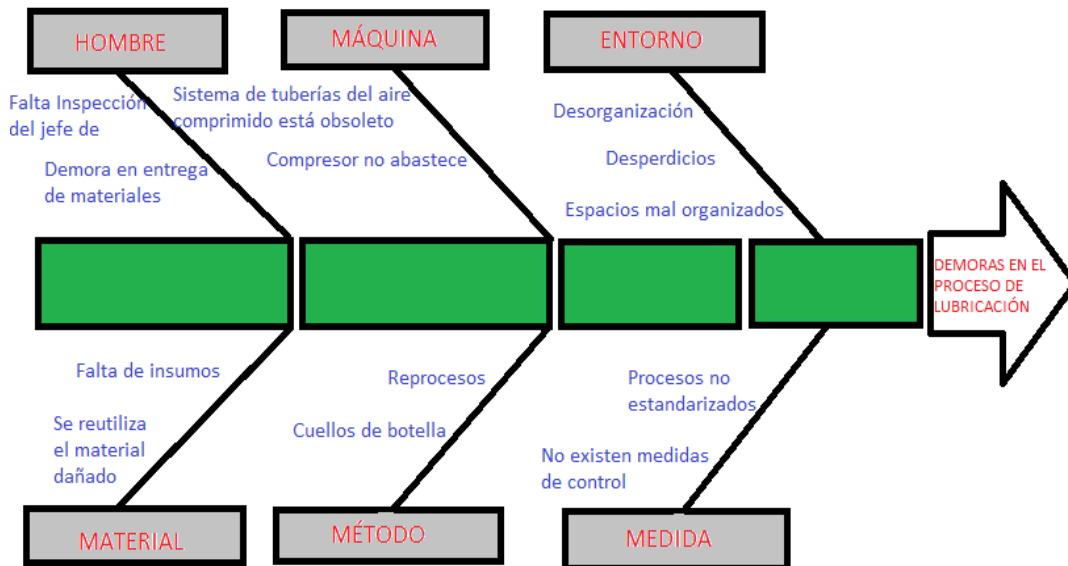 HOMBRE
MÁQUINA
ENTORNO
Falta Inspección
del jefe de
Demora en entrega
de materiales
Sistema de tuberías del aire
comprimido está obsoleto
Compresor no abastece
Desorganización
Desperdicios
Espacios mal organizados
DEMORAS EN EL
PROCESO DE
LUBRICACIÓN
Falta de insumos
Se reutiliza
el material
dañado
Reprocesos
Cuellos de botella
Procesos no
estandarizados
No existen medidas
de control
MATERIAL
MÉTODO
MEDIDA